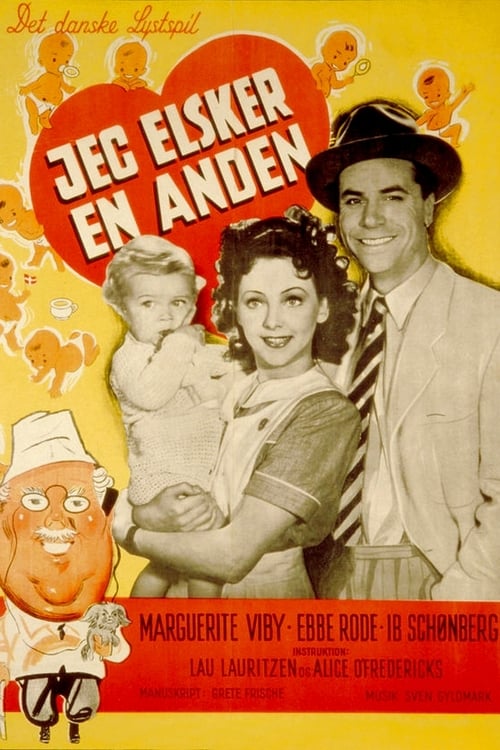 Det danske Lystspil
JEG ELSKER
EN ANDEN
MARGUERITE VIBY · EBBE RODE · IB SCHØNBERG
INSTRUKTION:
LAU LAURITZEN OG ALICE O'FREDERICKS
MANUSKRIPT: GRETE FRISCHE
MUSIK: SVEN GYLDMARK